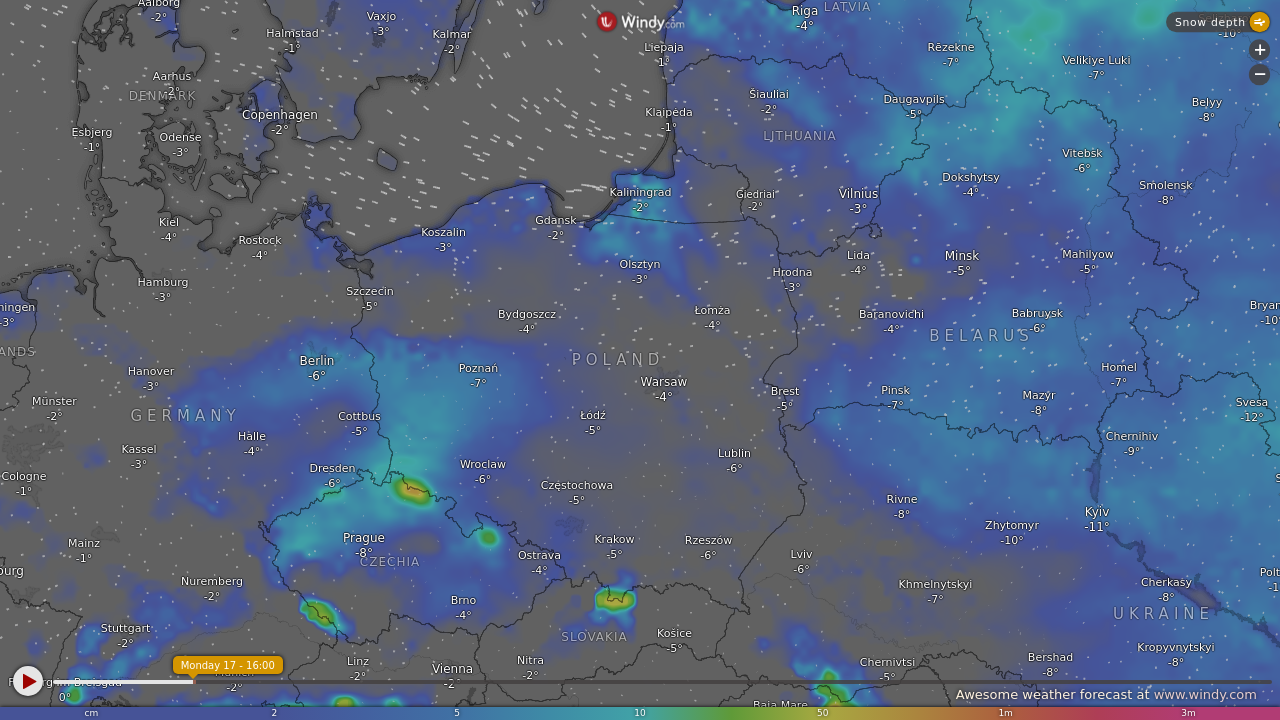 Aalborg
-2°
Halmstad
-1°
Vaxjo
-3°
Kalmar
-2°
Windy.com
Liepaja
1°
Riga
-4°
LATVIA
Rēzekne
-7°
Velikiye Luki
-7°
Snow depth
-10°
+
−
Aarhus
2°
DENMARK
Esbjerg
-1°
Odense
-3°
Copenhagen
-2°
Klaipėda
-1°
Šiauliai
-2°
LITHUANIA
Daugavpils
-5°
Belyy
-8°
Vitebsk
-6°
Kaliningrad
-2°
Giedriai
-2°
Vilnius
-3°
Dokshytsy
-4°
Smolensk
-8°
Kiel
-4°
Rostock
-4°
Koszalin
-3°
Gdansk
-2°
Olsztyn
-3°
Hrodna
-3°
Lida
-4°
Minsk
-5°
Mahilyow
-5°
Hamburg
-3°
Szczecin
-5°
Bydgoszcz
-4°
Łomża
-4°
Baranovichi
-4°
Babruysk
-6°
ningen
-3°
Bryan
-10°
ANDS
Hanover
-3°
Berlin
-6°
Poznań
-7°
POLAND
Warsaw
-4°
BELARUS
Homel
-7°
Münster
-2°
GERMANY
Cottbus
-5°
Łódź
-5°
Brest
-5°
Pinsk
-7°
Mazyr
-8°
Svesa
-12°
Kassel
-3°
Halle
-4°
Chernihiv
-9°
Cologne
-1°
Dresden
-6°
Wroclaw
-6°
Częstochowa
-5°
Lublin
-6°
Rivne
-8°
Zhytomyr
-10°
Kyiv
-11°
Mainz
-1°
Prague
-8°
CZECHIA
Ostrava
-4°
Krakow
-5°
Rzeszow
-6°
Lviv
-6°
Khmelnytskyi
-7°
Cherkasy
-8°
Nuremberg
-2°
Brno
-4°
UKRAINE
Stuttgart
-2°
SLOVAKIA
Košice
-5°
Kropyvnytskyi
-8°
Monday 17 - 16:00
Linz
-2°
Vienna
-2
Nitra
-2°
Chernivtsi
-5°
Bershad
-8°
0°
-2°
Baia Mare
Awesome weather forecast at www.windy.com
cm 2 5 10 50 1m 3m